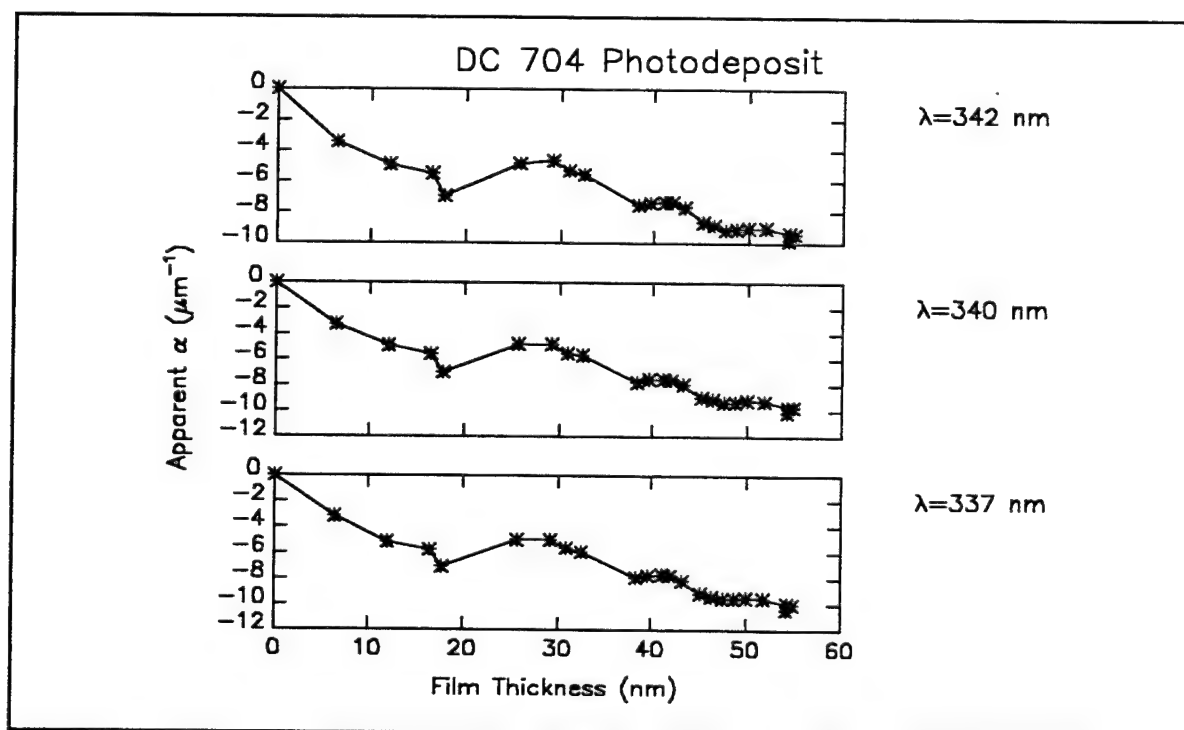 DC 704 Photodeposit
0
-2
-4
-6
-8
-10
λ=342 nm
0
-2
-4
-6
-8
-10
-12
λ=340 nm
Apparent α (μm⁻¹)
0
-2
-4
-6
-8
-10
-12
λ=337 nm
0 10 20 30 40 50 60
Film Thickness (nm)